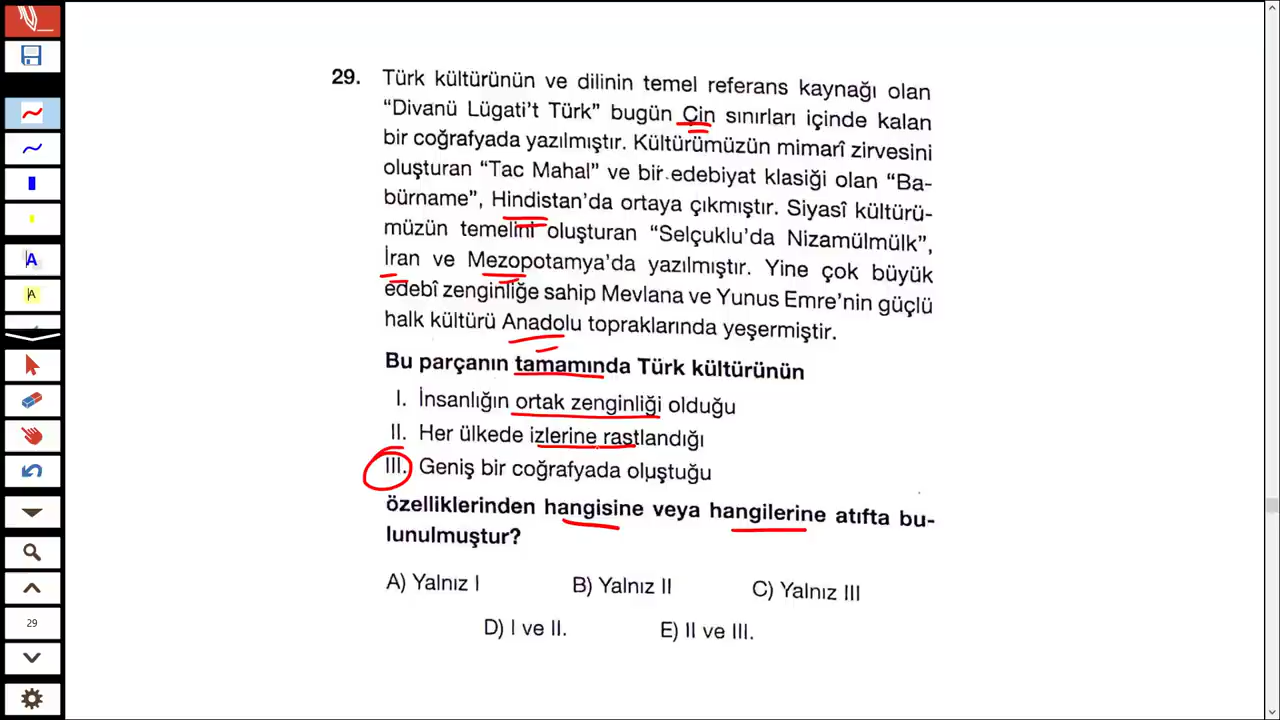 29. Türk kültürünün ve dilinin temel referans kaynağı olan
"Divanü Lügati't Türk" bugün Çin sınırları içinde kalan
bir coğrafyada yazılmıştır. Kültürümüzün mimarî zirvesini
oluşturan "Tac Mahal" ve bir edebiyat klasiği olan "Ba-
bürname", Hindistan'da ortaya çıkmıştır. Siyasî kültürü-
müzün temelini oluşturan "Selçuklu'da Nizamülmülk",
İran ve Mezopotamya'da yazılmıştır. Yine çok büyük
edebî zenginliğe sahip Mevlana ve Yunus Emre'nin güçlü
halk kültürü Anadolu topraklarında yeşermiştir.
Bu parçanın tamamında Türk kültürünün
I. İnsanlığın ortak zenginliği olduğu
II. Her ülkede izlerine rastlandığı
III. Geniş bir coğrafyada oluştuğu
özelliklerinden hangisine veya hangilerine atıfta bu-
lunulmuştur?
A) Yalnız I B) Yalnız II C) Yalnız III
D) I ve II. E) II ve III.
A
A
29